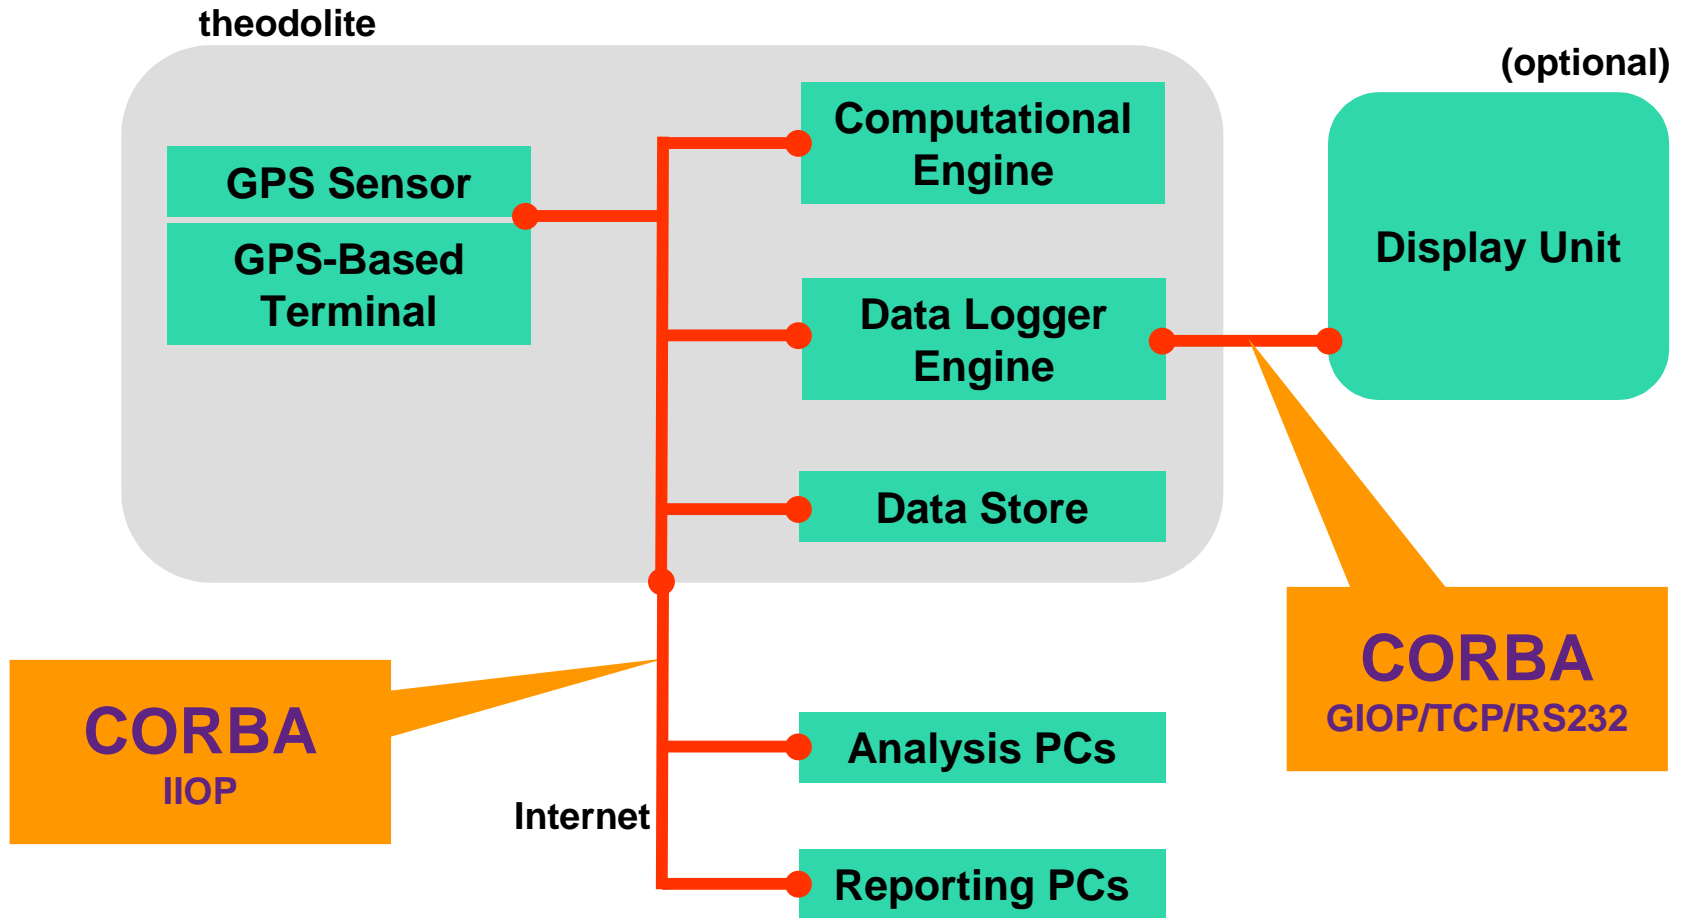 theodolite
(optional)
Computational
Engine
GPS Sensor
GPS-Based
Terminal
Display Unit
Data Logger
Engine
Data Store
CORBA
GIOP/TCP/RS232
CORBA
IIOP
Analysis PCs
Internet
Reporting PCs